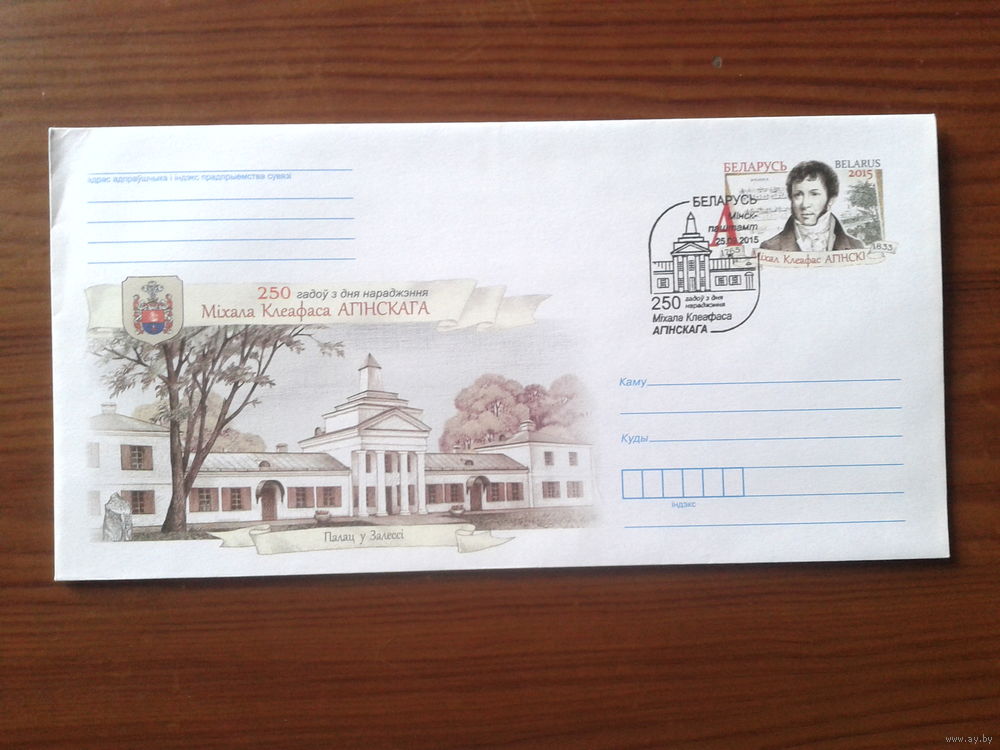 адрас адпраўшчыка і індэкс прадпрыемства сувязі
250 гадоў з дня нараджэння
Міхала Клеафаса АГІНСКАГА
Палац у Залессі
БЕЛАРУСЬ
BELARUS
2015
А
1765
1833
Міхал Клеафас АГІНСКІ
БЕЛАРУСЬ
Мінск-
паштамт
25.09.2015
250 гадоў з дня
нараджэння
Міхала Клеафаса
АГІНСКАГА
Каму
Куды
індэкс
www.ay.by